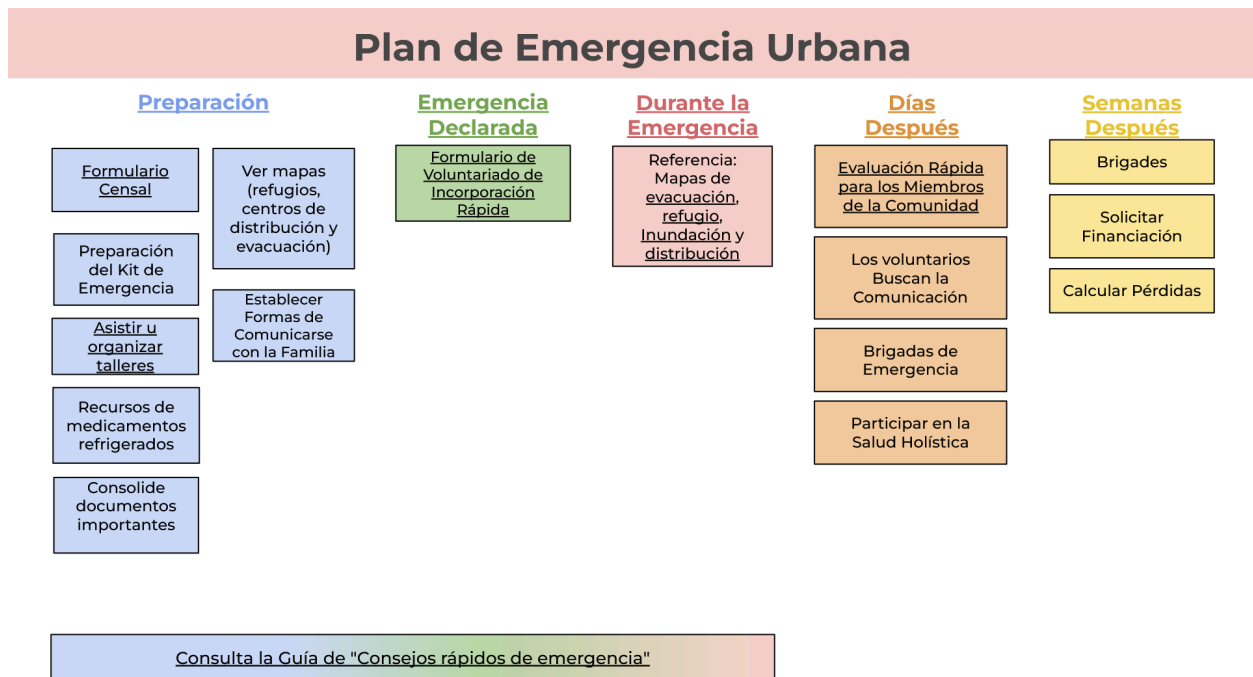 Plan de Emergencia Urbana
Preparación
Formulario
Censal
Preparación
del Kit de
Emergencia
Asistir u
organizar
talleres
Recursos de
medicamentos
refrigerados
Consolide
documentos
importantes
Ver mapas
(refugios,
centros de
distribución y
evacuación)
Establecer
Formas de
Comunicarse
con la Familia
Emergencia
Declarada
Formulario de
Voluntariado de
Incorporación
Rápida
Durante la
Emergencia
Referencia:
Mapas de
evacuación,
refugio,
Inundación y
distribución
Días
Después
Evaluación Rápida
para los Miembros
de la Comunidad
Los voluntarios
Buscan la
Comunicación
Brigadas de
Emergencia
Participar en la
Salud Holística
Semanas
Después
Brigades
Solicitar
Financiación
Calcular Pérdidas
Consulta la Guía de "Consejos rápidos de emergencia"